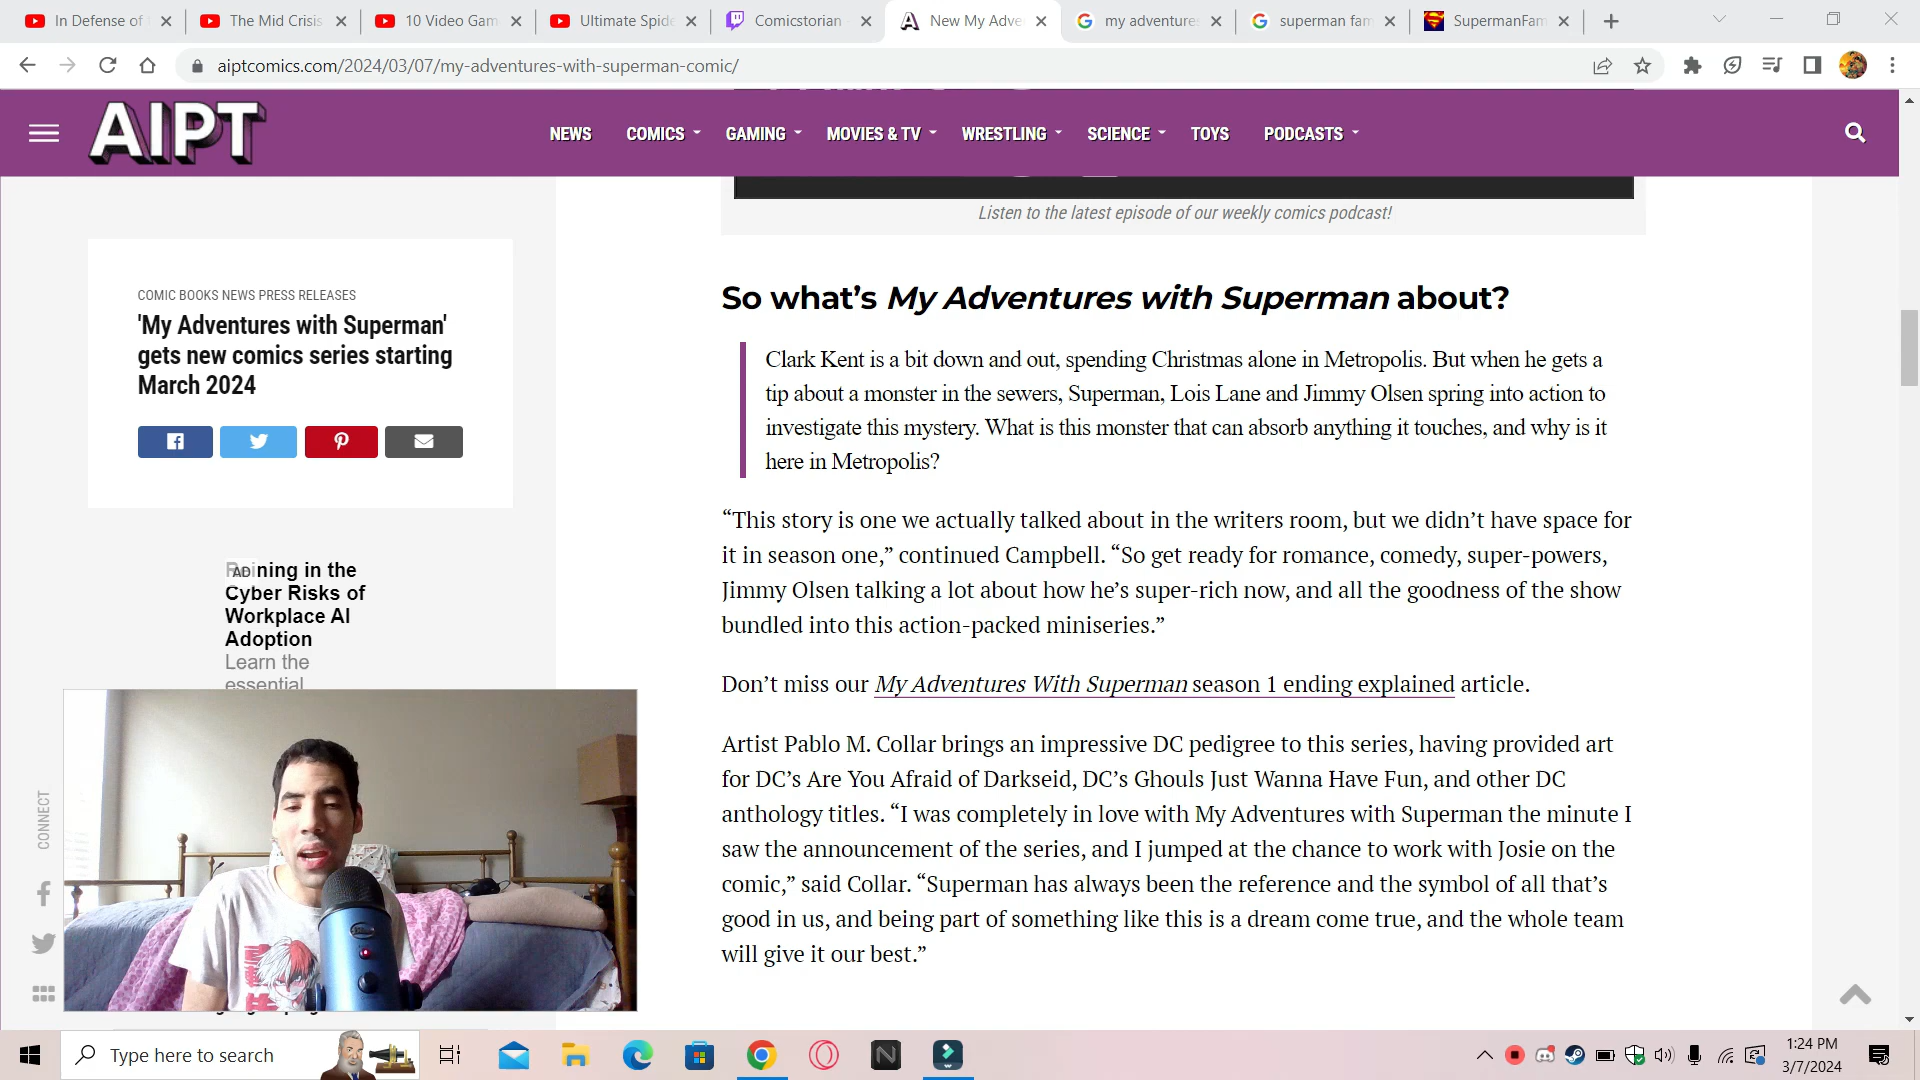 In Defense of
The Mid Crisis
10 Video Gam
Ultimate Spide
Comicstorian
New My Adve
my adventures
superman fam
SupermanFam
aiptcomics.com/2024/03/07/my-adventures-with-superman-comic/
AIPT
NEWS
COMICS
GAMING
MOVIES & TV
WRESTLING
SCIENCE
TOYS
PODCASTS
Listen to the latest episode of our weekly comics podcast!
COMIC BOOKS NEWS PRESS RELEASES
'My Adventures with Superman'
gets new comics series starting
March 2024
AD
Reining in the
Cyber Risks of
Workplace AI
Adoption
Learn the
essential
CONNECT
So what's My Adventures with Superman about?
Clark Kent is a bit down and out, spending Christmas alone in Metropolis. But when he gets a
tip about a monster in the sewers, Superman, Lois Lane and Jimmy Olsen spring into action to
investigate this mystery. What is this monster that can absorb anything it touches, and why is it
here in Metropolis?
“This story is one we actually talked about in the writers room, but we didn’t have space for
it in season one,” continued Campbell. “So get ready for romance, comedy, super-powers,
Jimmy Olsen talking a lot about how he’s super-rich now, and all the goodness of the show
bundled into this action-packed miniseries.”
Don’t miss our My Adventures With Superman season 1 ending explained article.
Artist Pablo M. Collar brings an impressive DC pedigree to this series, having provided art
for DC’s Are You Afraid of Darkseid, DC’s Ghouls Just Wanna Have Fun, and other DC
anthology titles. “I was completely in love with My Adventures with Superman the minute I
saw the announcement of the series, and I jumped at the chance to work with Josie on the
comic,” said Collar. “Superman has always been the reference and the symbol of all that’s
good in us, and being part of something like this is a dream come true, and the whole team
will give it our best.”
Type here to search
1:24 PM
3/7/2024